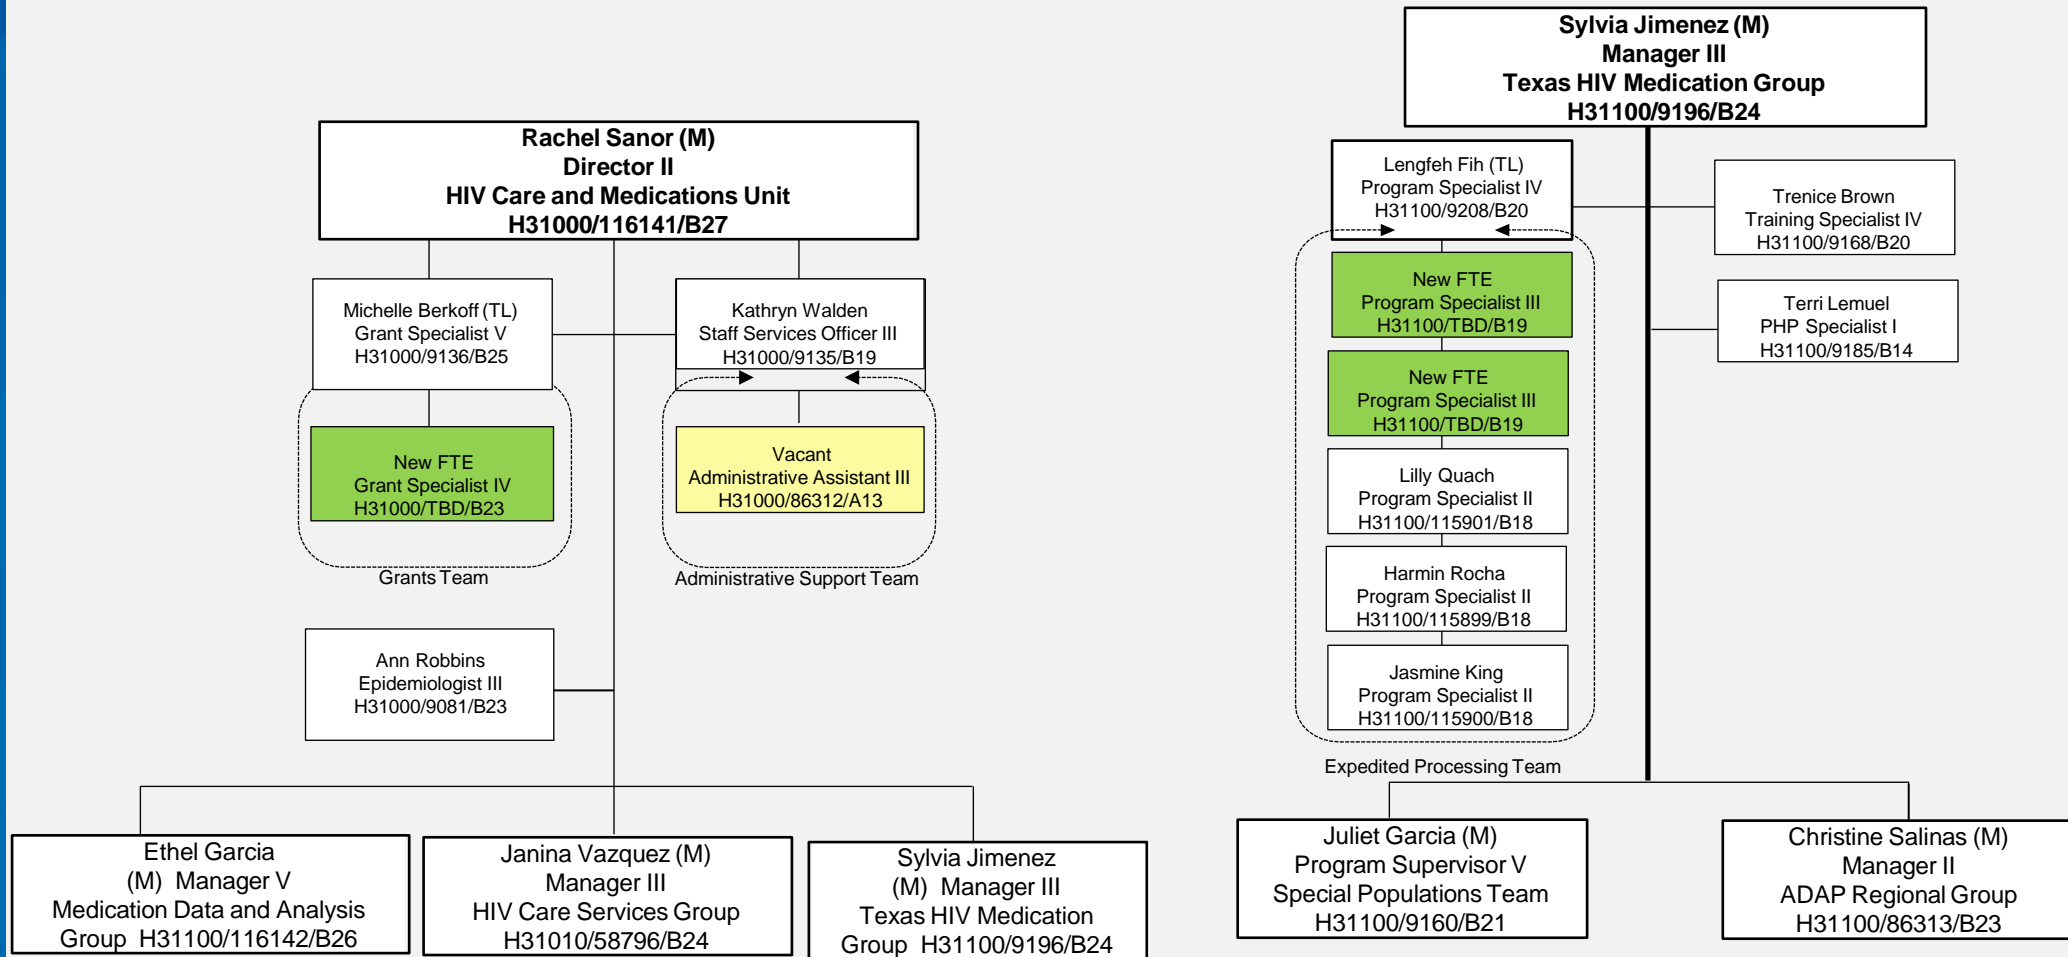 Rachel Sanor (M)
Director II
HIV Care and Medications Unit
H31000/116141/B27
Michelle Berkoff (TL)
Grant Specialist V
H31000/9136/B25
Kathryn Walden
Staff Services Officer III
H31000/9135/B19
New FTE
Grant Specialist IV
H31000/TBD/B23
Grants Team
Vacant
Administrative Assistant III
H31000/86312/A13
Administrative Support Team
Ann Robbins
Epidemiologist III
H31000/9081/B23
Ethel Garcia
(M) Manager V
Medication Data and Analysis
Group H31100/116142/B26
Janina Vazquez (M)
Manager III
HIV Care Services Group
H31010/58796/B24
Sylvia Jimenez
(M) Manager III
Texas HIV Medication
Group H31100/9196/B24
Sylvia Jimenez (M)
Manager III
Texas HIV Medication Group
H31100/9196/B24
Lengfeh Fih (TL)
Program Specialist IV
H31100/9208/B20
Trenice Brown
Training Specialist IV
H31100/9168/B20
New FTE
Program Specialist III
H31100/TBD/B19
Terri Lemuel
PHP Specialist I
H31100/9185/B14
New FTE
Program Specialist III
H31100/TBD/B19
Lilly Quach
Program Specialist II
H31100/115901/B18
Harmin Rocha
Program Specialist II
H31100/115899/B18
Jasmine King
Program Specialist II
H31100/115900/B18
Expedited Processing Team
Juliet Garcia (M)
Program Supervisor V
Special Populations Team
H31100/9160/B21
Christine Salinas (M)
Manager II
ADAP Regional Group
H31100/86313/B23